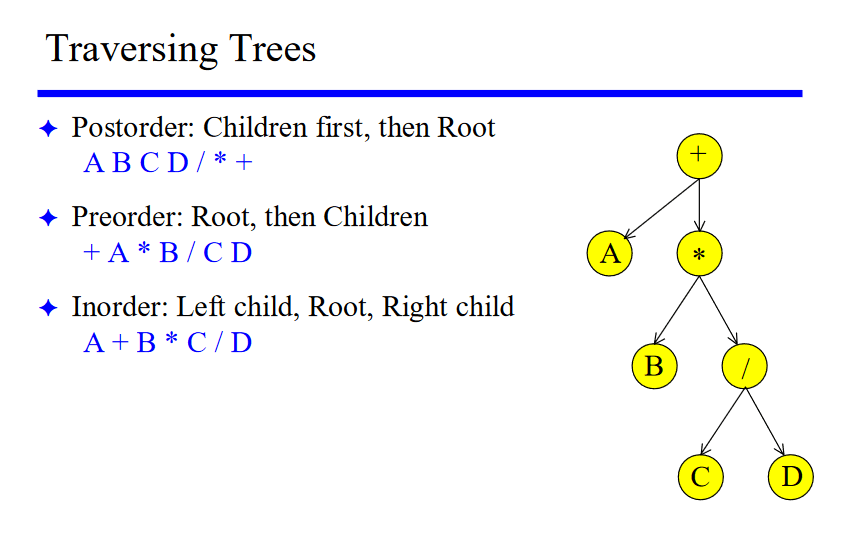 Traversing Trees
Postorder: Children first, then Root
A B C D / * +
Preorder: Root, then Children
+ A * B / C D
Inorder: Left child, Root, Right child
A + B * C / D
+
A
*
B
/
C
D